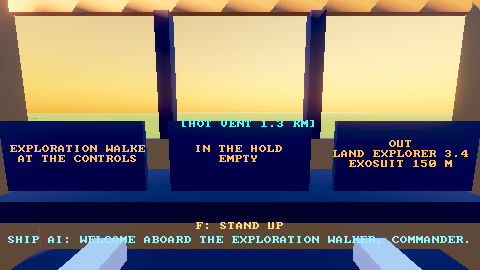 [HOT VENT 1.3 KM]
EXPLORATION WALKE
AT THE CONTROLS
IN THE HOLD
EMPTY
OUT
LAND EXPLORER 3.4
EXOSUIT 150 M
F: STAND UP
SHIP AI: WELCOME ABOARD THE EXPLORATION WALKER, COMMANDER.